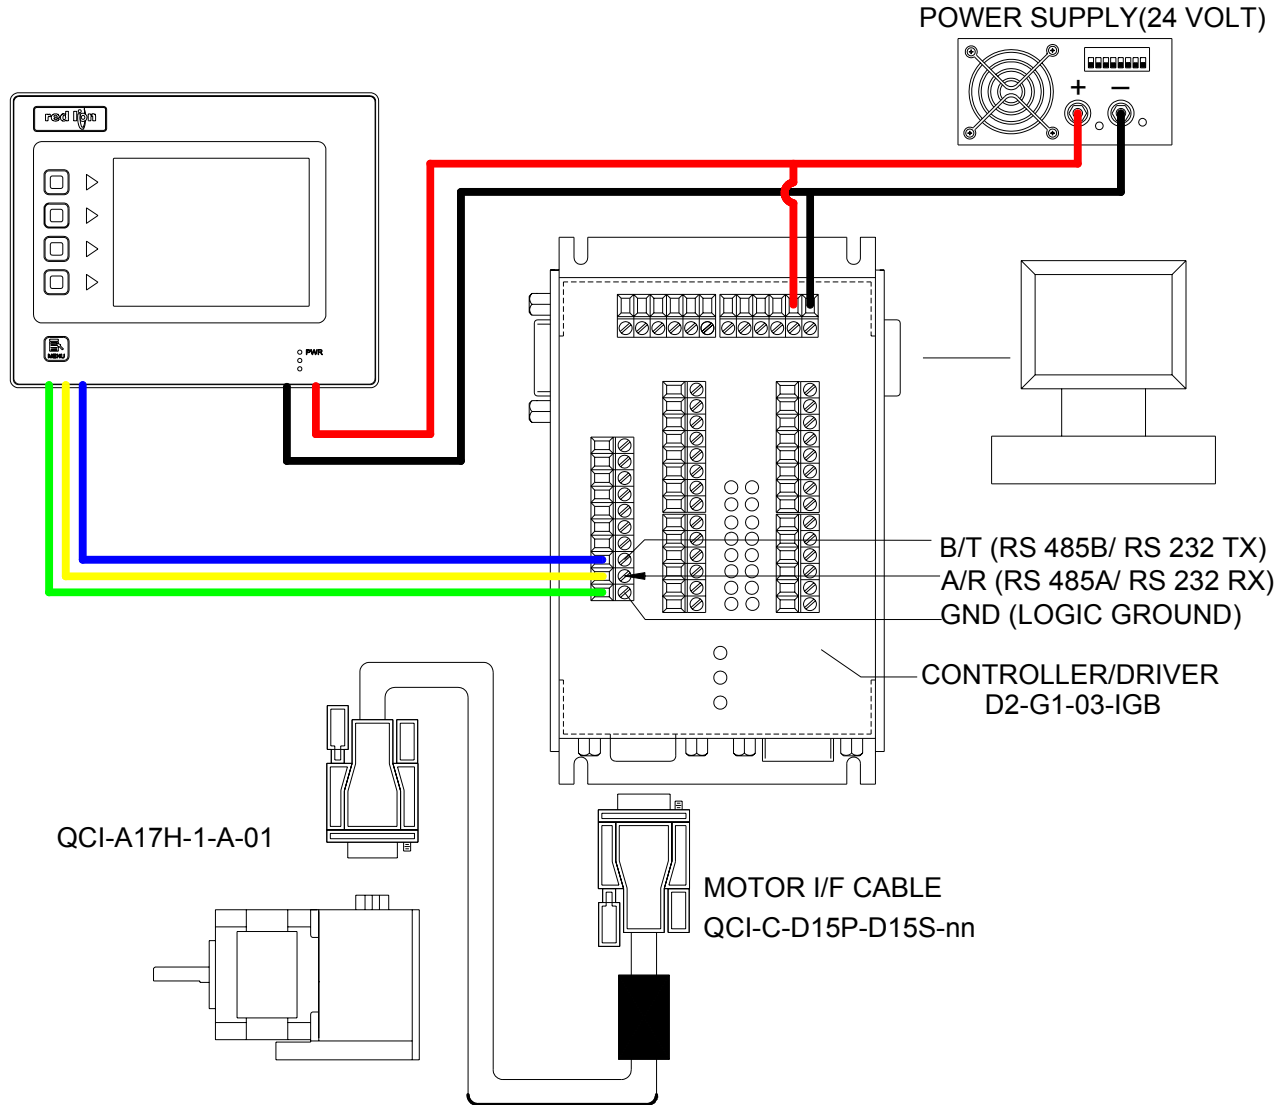 POWER SUPPLY(24 VOLT)
red lion
+ −
PWR
MENU
B/T (RS 485B/ RS 232 TX)
A/R (RS 485A/ RS 232 RX)
GND (LOGIC GROUND)
CONTROLLER/DRIVER
D2-G1-03-IGB
QCI-A17H-1-A-01
MOTOR I/F CABLE
QCI-C-D15P-D15S-nn